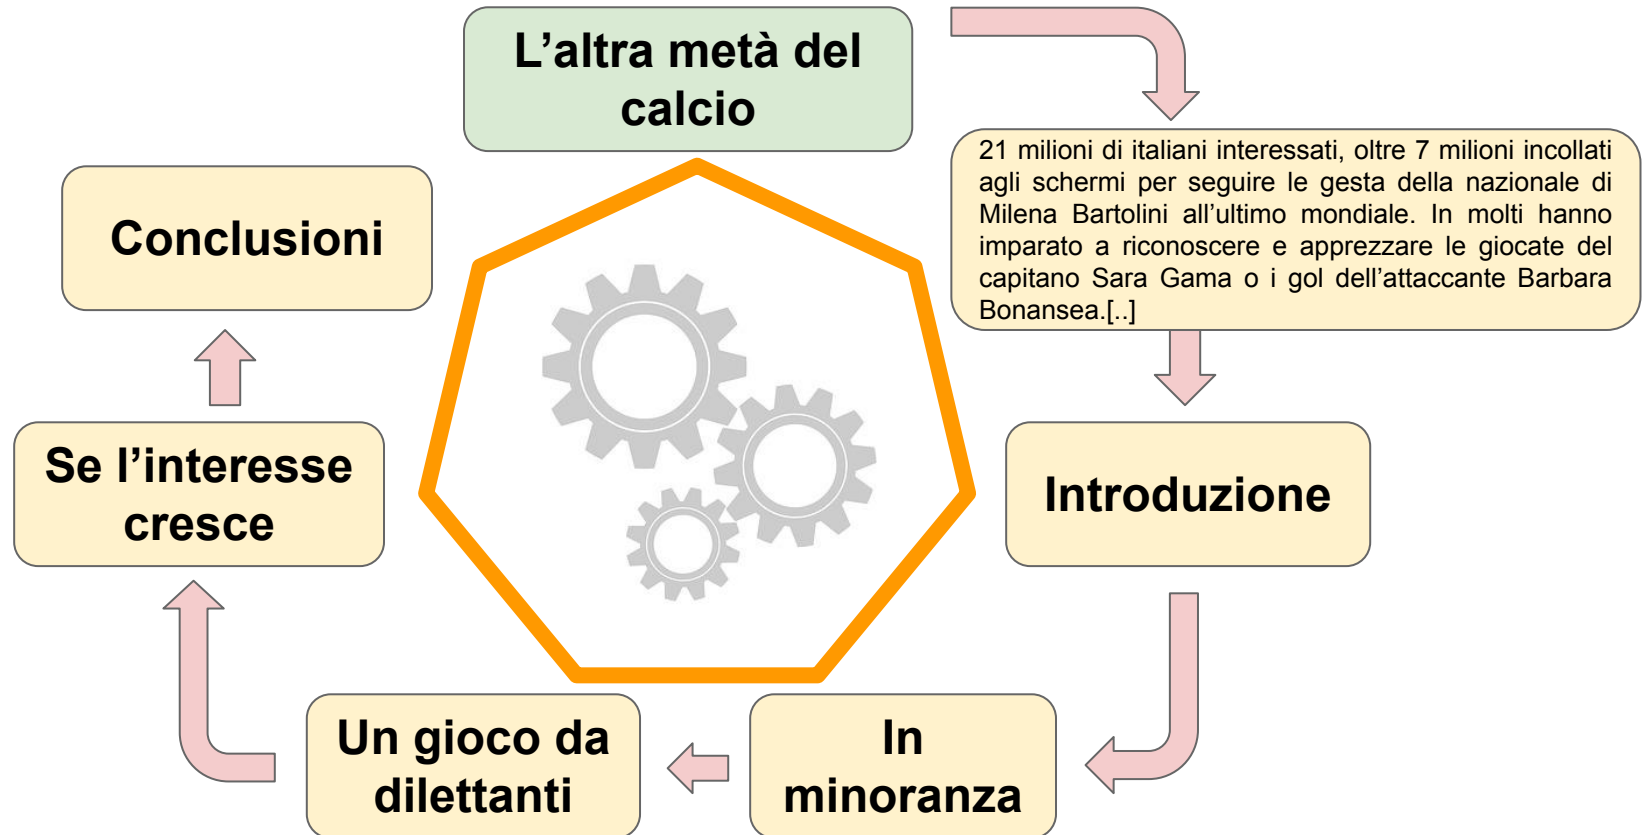 L’altra metà del
calcio
21 milioni di italiani interessati, oltre 7 milioni incollati
agli schermi per seguire le gesta della nazionale di
Milena Bartolini all’ultimo mondiale. In molti hanno
imparato a riconoscere e apprezzare le giocate del
capitano Sara Gama o i gol dell’attaccante Barbara
Bonansea.[..]
Introduzione
In
minoranza
Un gioco da
dilettanti
Se l’interesse
cresce
Conclusioni